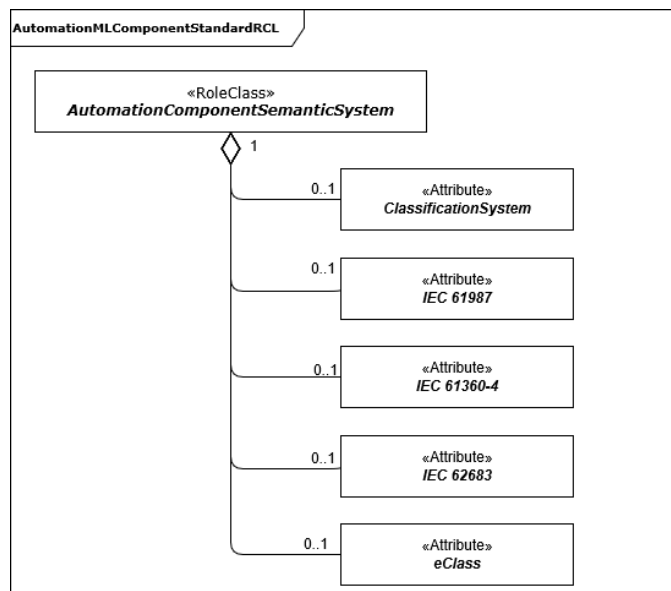 AutomationMLComponentStandardRCL
«RoleClass»
AutomationComponentSemanticSystem
1
0..1
«Attribute»
ClassificationSystem
0..1
«Attribute»
IEC 61987
0..1
«Attribute»
IEC 61360-4
0..1
«Attribute»
IEC 62683
0..1
«Attribute»
eClass